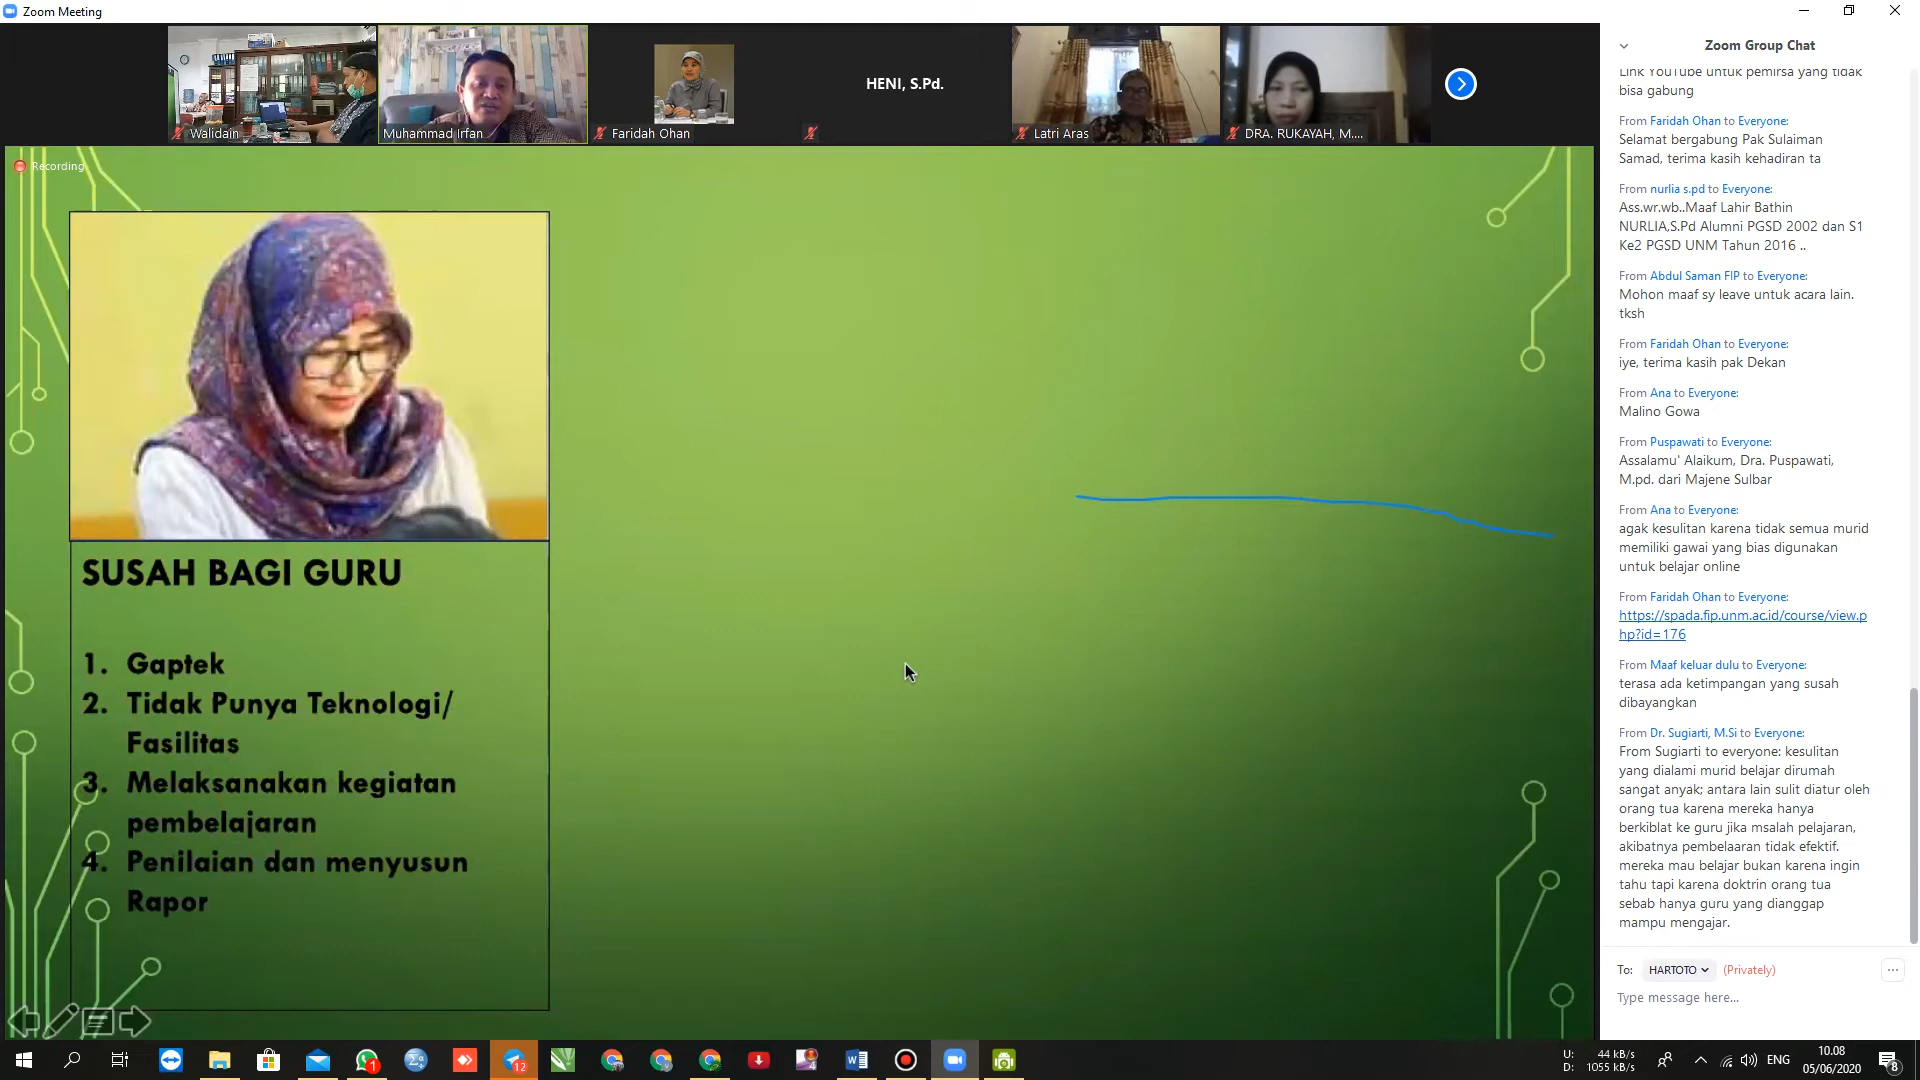 Zoom Meeting
Walidain
Muhammad Irfan
Faridah Ohan
HENI, S.Pd.
Latri Aras
DRA. RUKAYAH, M....
Recording
SUSAH BAGI GURU
1. Gaptek
2. Tidak Punya Teknologi/
Fasilitas
3. Melaksanakan kegiatan
pembelajaran
4. Penilaian dan menyusun
Rapor
Zoom Group Chat
Link YouTube untuk pemirsa yang tidak
bisa gabung
From Faridah Ohan to Everyone:
Selamat bergabung Pak Sulaiman
Samad, terima kasih kehadiran ta
From nurlia s.pd to Everyone:
Ass.wr.wb..Maaf Lahir Bathin
NURLIA,S.Pd Alumni PGSD 2002 dan S1
Ke2 PGSD UNM Tahun 2016 ..
From Abdul Saman FIP to Everyone:
Mohon maaf sy leave untuk acara lain.
tksh
From Faridah Ohan to Everyone:
iye, terima kasih pak Dekan
From Ana to Everyone:
Malino Gowa
From Puspawati to Everyone:
Assalamu' Alaikum, Dra. Puspawati,
M.pd. dari Majene Sulbar
From Ana to Everyone:
agak kesulitan karena tidak semua murid
memiliki gawai yang bias digunakan
untuk belajar online
From Faridah Ohan to Everyone:
https://spada.fip.unm.ac.id/course/view.p
hp?id=176
From Maaf keluar dulu to Everyone:
terasa ada ketimpangan yang susah
dibayangkan
From Dr. Sugiarti, M.Si to Everyone:
From Sugiarti to everyone: kesulitan
yang dialami murid belajar dirumah
sangat anyak; antara lain sulit diatur oleh
orang tua karena mereka hanya
berkiblat ke guru jika msalah pelajaran,
akibatnya pembelaaran tidak efektif.
mereka mau belajar bukan karena ingin
tahu tapi karena doktrin orang tua
sebab hanya guru yang dianggap
mampu mengajar.
To: HARTOTO (Privately)
Type message here...
1
12
4
U: 44 kB/s
D: 1055 kB/s
ENG
10.08
05/06/2020
8